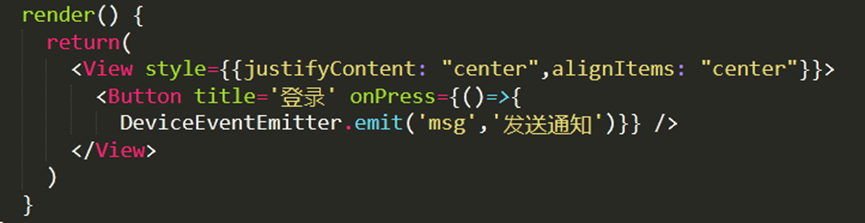 render() {
return(
<View style={{justifyContent: "center",alignItems: "center"}}>
<Button title='登录' onPress={()=>{
DeviceEventEmitter.emit('msg','发送通知')}} />
</View>
)
}